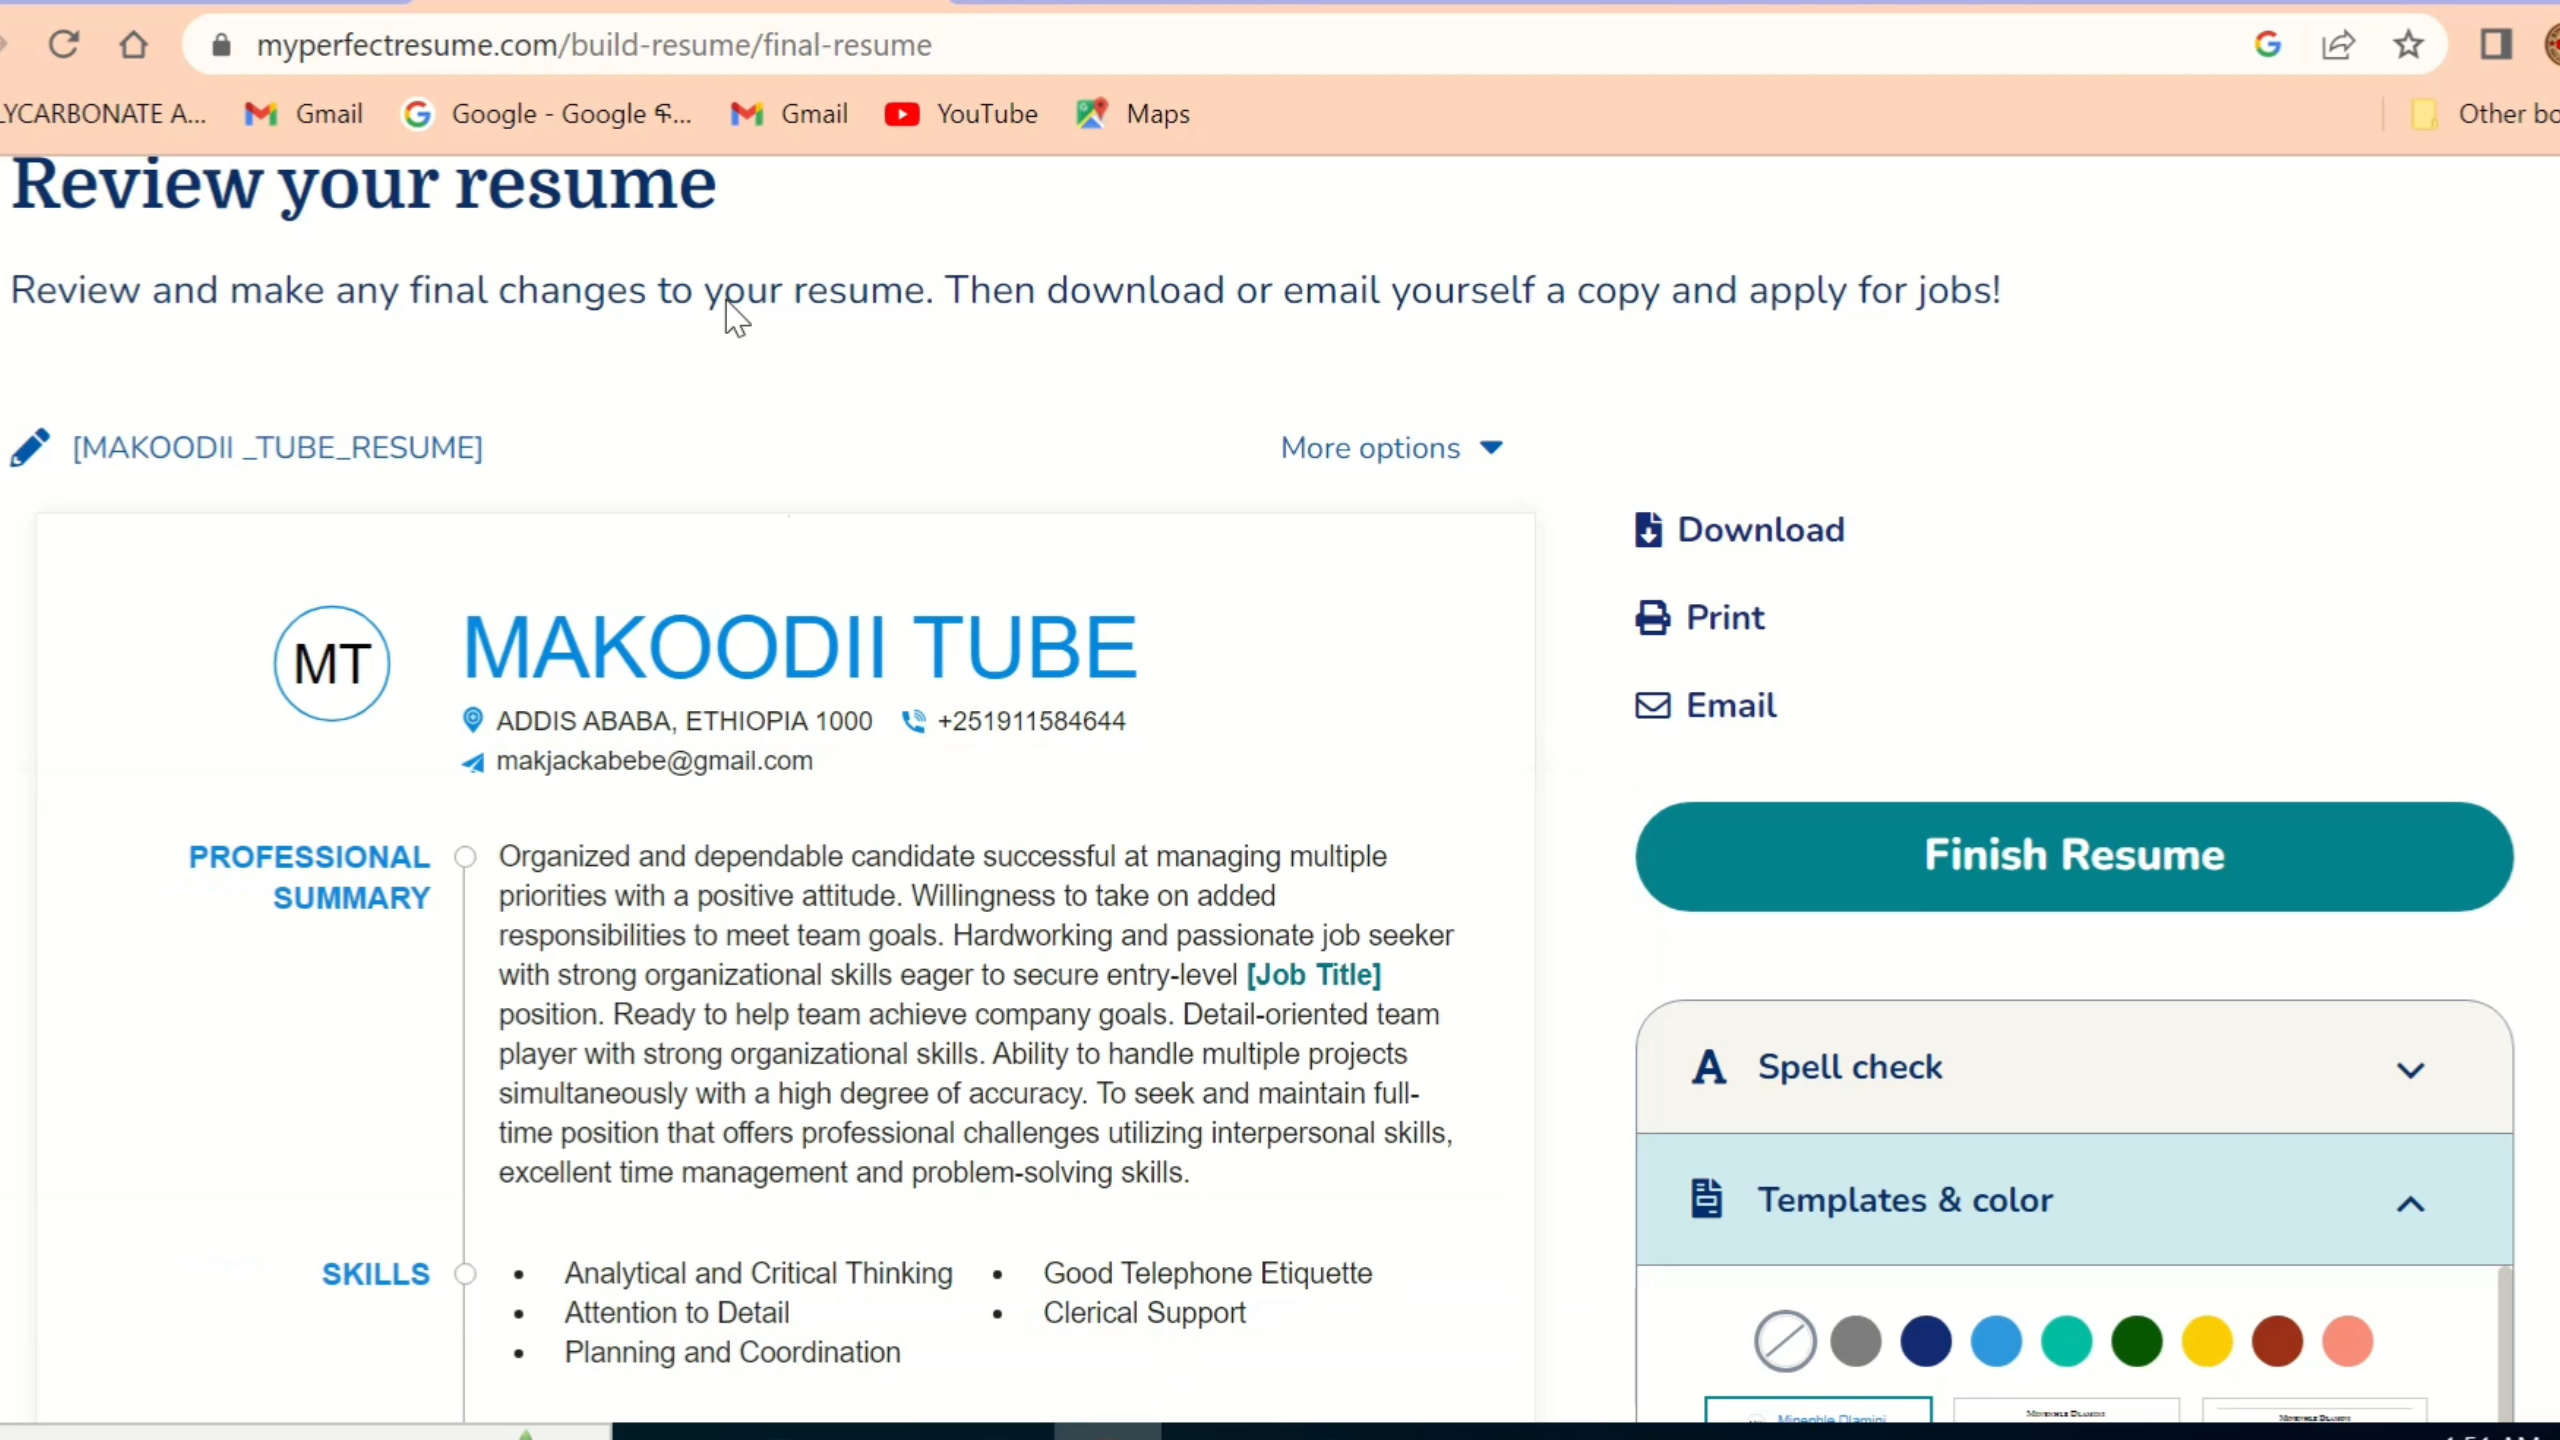 myperfectresume.com/build-resume/final-resume
LYCARBONATE A... Gmail Google - Google ፍ... Gmail YouTube Maps Other bo
Review your resume
Review and make any final changes to your resume. Then download or email yourself a copy and apply for jobs!
[MAKOODII _TUBE_RESUME] More options
Download
Print
Email
Finish Resume
MT
MAKOODII TUBE
ADDIS ABABA, ETHIOPIA 1000 +251911584644
makjackabebe@gmail.com
PROFESSIONAL
SUMMARY
Organized and dependable candidate successful at managing multiple
priorities with a positive attitude. Willingness to take on added
responsibilities to meet team goals. Hardworking and passionate job seeker
with strong organizational skills eager to secure entry-level [Job Title]
position. Ready to help team achieve company goals. Detail-oriented team
player with strong organizational skills. Ability to handle multiple projects
simultaneously with a high degree of accuracy. To seek and maintain full-
time position that offers professional challenges utilizing interpersonal skills,
excellent time management and problem-solving skills.
SKILLS
• Analytical and Critical Thinking
• Attention to Detail
• Planning and Coordination
• Good Telephone Etiquette
• Clerical Support
A Spell check
Templates & color
Minenhle Dlamini
Minenhle Dlamini
Minenhle Dlamini